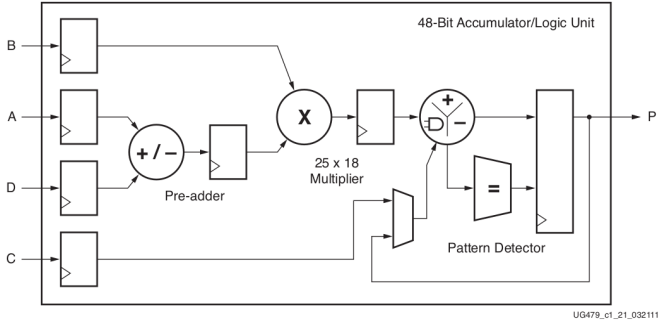 48-Bit Accumulator/Logic Unit
B
A
+ / –
D
Pre-adder
X
25 x 18
Multiplier
+
–
=
P
C
Pattern Detector
UG479_c1_21_032111